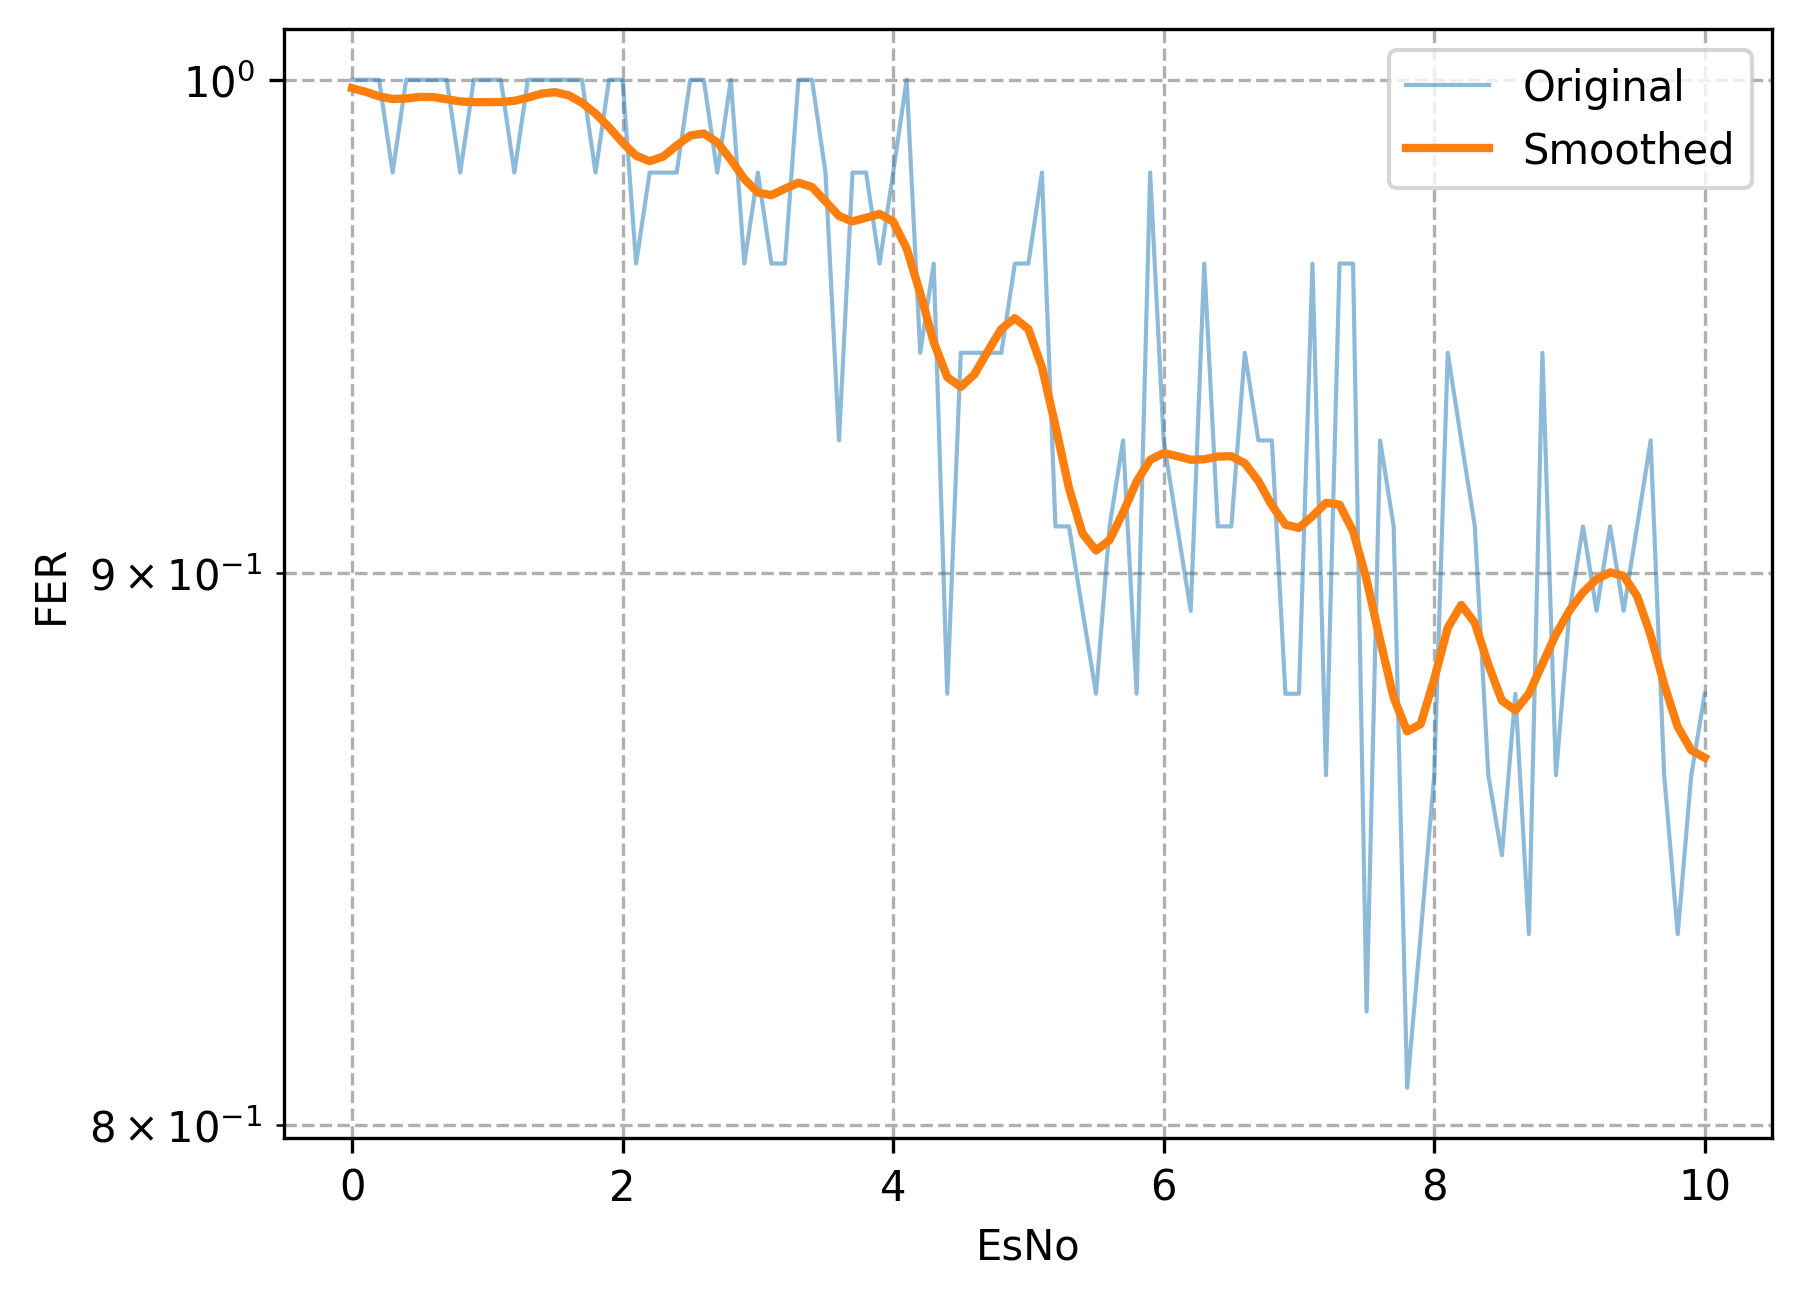 10⁰
9 × 10⁻¹
8 × 10⁻¹
FER
0 2 4 6 8 10
EsNo
Original
Smoothed